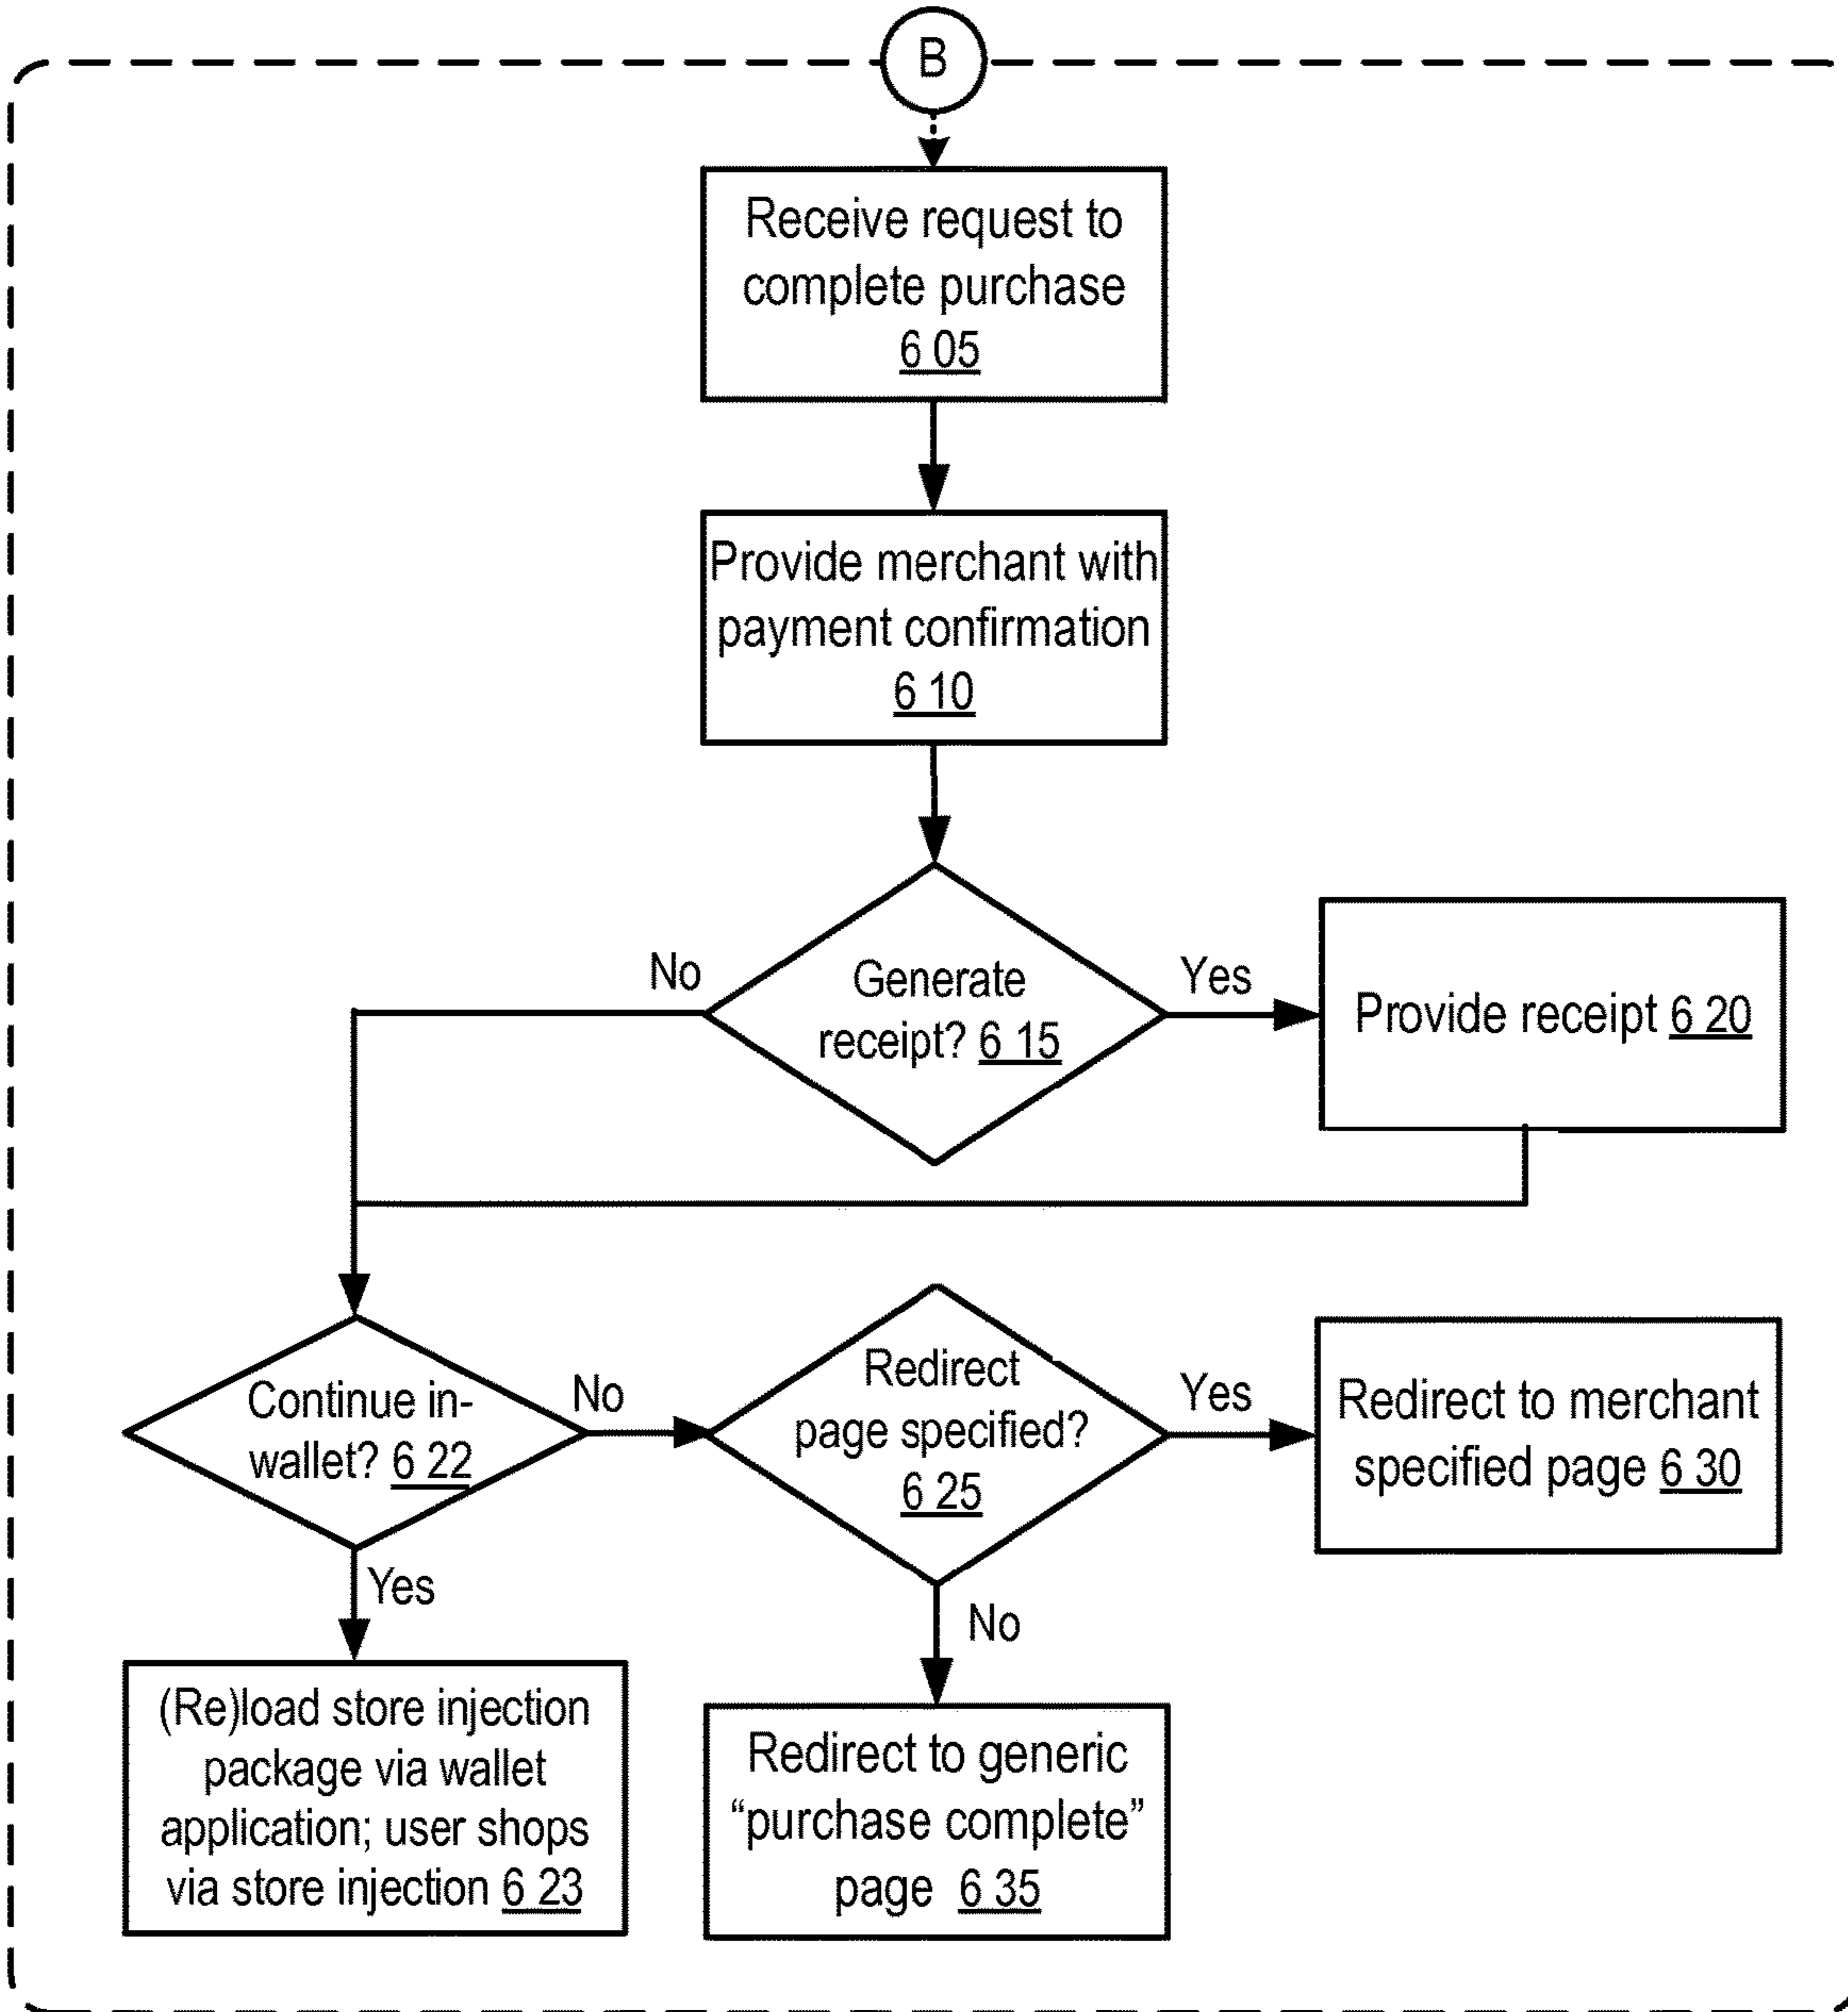 B
Receive request to
complete purchase
6 05
Provide merchant with
payment confirmation
6 10
No
Generate
receipt? 6 15
Yes
Provide receipt 6 20
Continue in-
wallet? 6 22
No
Redirect
page specified?
6 25
Yes
Redirect to merchant
specified page 6 30
Yes
No
(Re)load store injection
package via wallet
application; user shops
via store injection 6 23
Redirect to generic
“purchase complete”
page 6 35